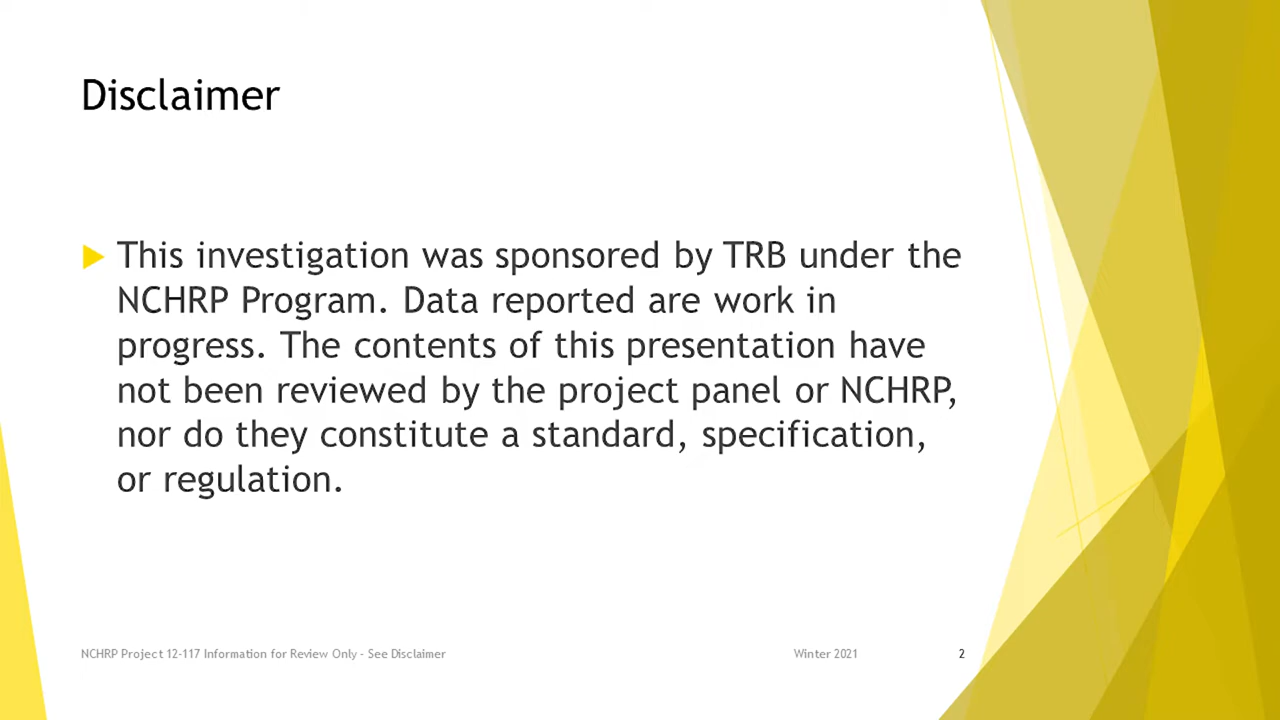 Disclaimer
This investigation was sponsored by TRB under the
NCHRP Program. Data reported are work in
progress. The contents of this presentation have
not been reviewed by the project panel or NCHRP,
nor do they constitute a standard, specification,
or regulation.
NCHRP Project 12-117 Information for Review Only - See Disclaimer
Winter 2021
2